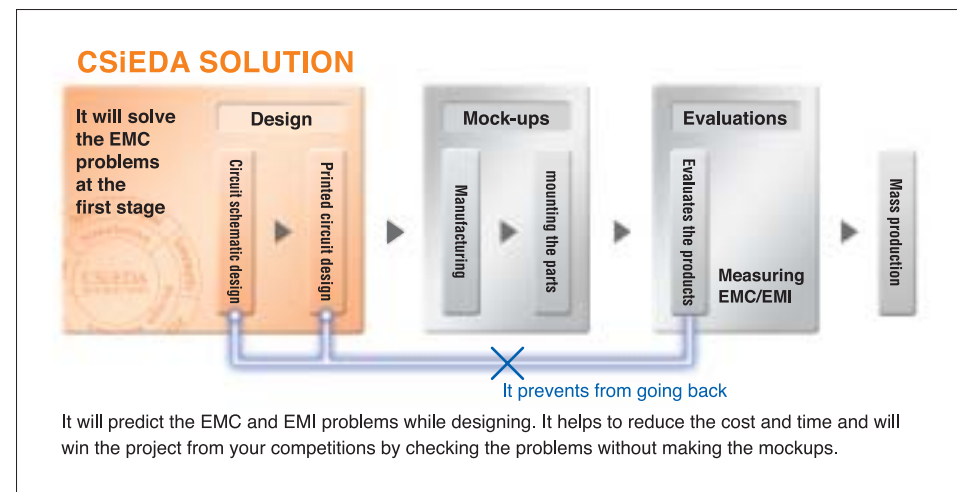 CSiEDA SOLUTION
It will solve
the EMC
problems
at the
first stage
Design
Circuit schematic design
Printed circuit design
CSiEDA
Mock-ups
Manufacturing
mounting the parts
Evaluations
Evaluates the products
Measuring
EMC/EMI
Mass production
It prevents from going back
It will predict the EMC and EMI problems while designing. It helps to reduce the cost and time and will
win the project from your competitions by checking the problems without making the mockups.